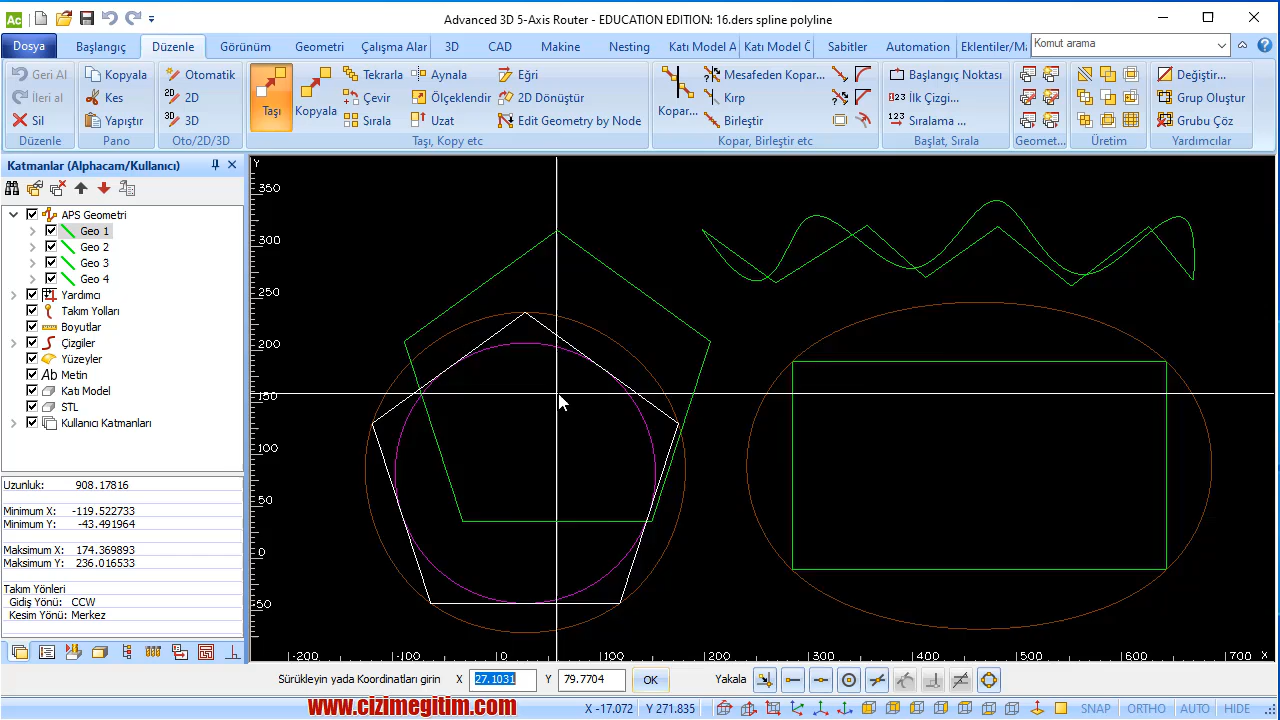 Advanced 3D 5-Axis Router - EDUCATION EDITION: 16.ders spline polyline
Dosya Başlangıç Düzenle Görünüm Geometri Çalışma Alar 3D CAD Makine Nesting Katı Model A Katı Model Ç Sabitler Automation Eklentiler/M Komut arama
Geri Al Kopyala Otomatik Taşı Kopyala Tekrarla Aynala Eğri Kopar... Mesafeden Kopar... Başlangıç Noktası Değiştir...
İleri al Kes 2D 2D Çevir Ölçeklendir 2D Dönüştür Kırp 123 İlk Çizgi... Grup Oluştur
Sil Yapıştır 3D 3D Sırala Uzat Edit Geometry by Node Birleştir 123 Sıralama ... Grubu Çöz
Düzenle Pano Oto/2D/3D Taşı, Kopy etc Kopar, Birleştir etc Başlat, Sırala Geomet... Üretim Yardımcılar
Katmanlar (Alphacam/Kullanıcı)
APS Geometri
Geo 1
Geo 2
Geo 3
Geo 4
Yardımcı
Takım Yolları
Boyutlar
Çizgiler
Yüzeyler
Abc Metin
Katı Model
STL
Kullanıcı Katmanları
Uzunluk: 908.17816
Minimum X: -119.522733
Minimum Y: -43.491964
Maksimum X: 174.369893
Maksimum Y: 236.016533
Takım Yönleri
Gidiş Yönü: CCW
Kesim Yönü: Merkez
Y
350
300
250
200
150
100
50
0
-50
-200 -100 0 100 200 300 400 500 600 700 X
Sürükleyin yada Koordinatları girin X 27.1031 Y 79.7704 OK Yakala
www.cizimegitim.com X -17.072 Y 271.835 SNAP ORTHO AUTO HIDE